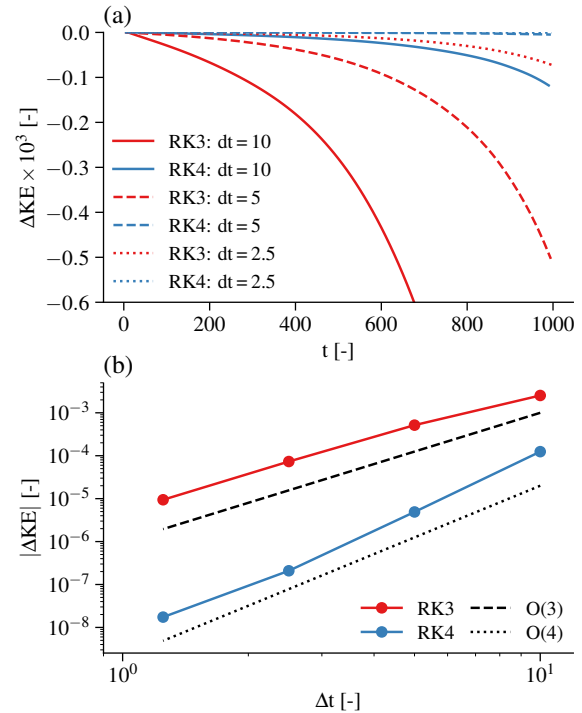 (a)
0.0
−0.1
−0.2
−0.3
−0.4
−0.5
−0.6
ΔKE × 10³ [-]
RK3: dt = 10
RK4: dt = 10
RK3: dt = 5
RK4: dt = 5
RK3: dt = 2.5
RK4: dt = 2.5
0 200 400 600 800 1000
t [-]
(b)
10⁻³
10⁻⁴
10⁻⁵
10⁻⁶
10⁻⁷
10⁻⁸
|ΔKE| [-]
RK3 O(3)
RK4 O(4)
10⁰ 10¹
Δt [-]